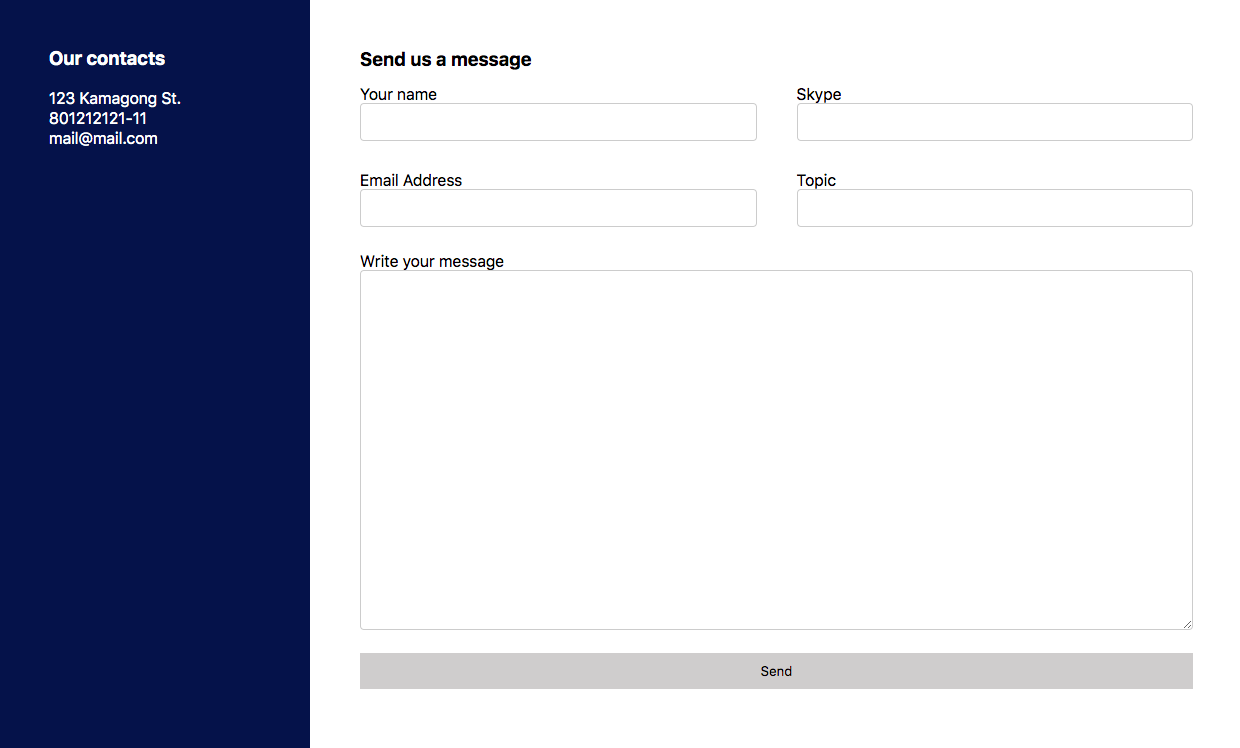 Our contacts
123 Kamagong St.
801212121-11
mail@mail.com
Send us a message
Your name
Skype
Email Address
Topic
Write your message
Send